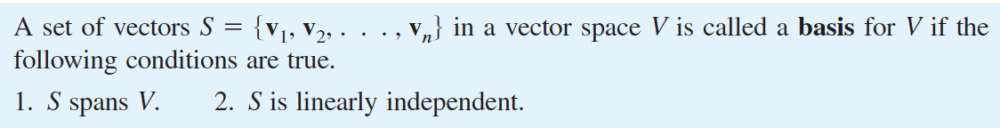 A set of vectors S = {v₁, v₂, . . . , vₙ} in a vector space V is called a basis for V if the
following conditions are true.
1. S spans V. 2. S is linearly independent.